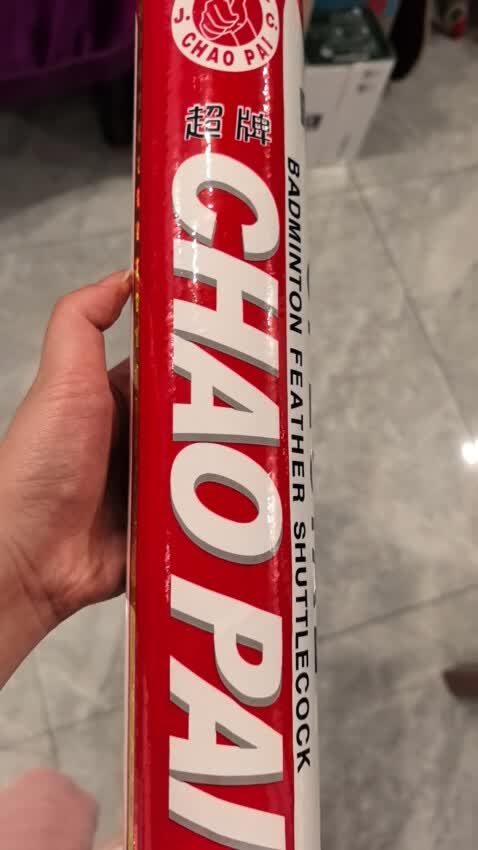 CHAO PAI
超牌
CHAO PAI
BADMINTON FEATHER SHUTTLECOCK